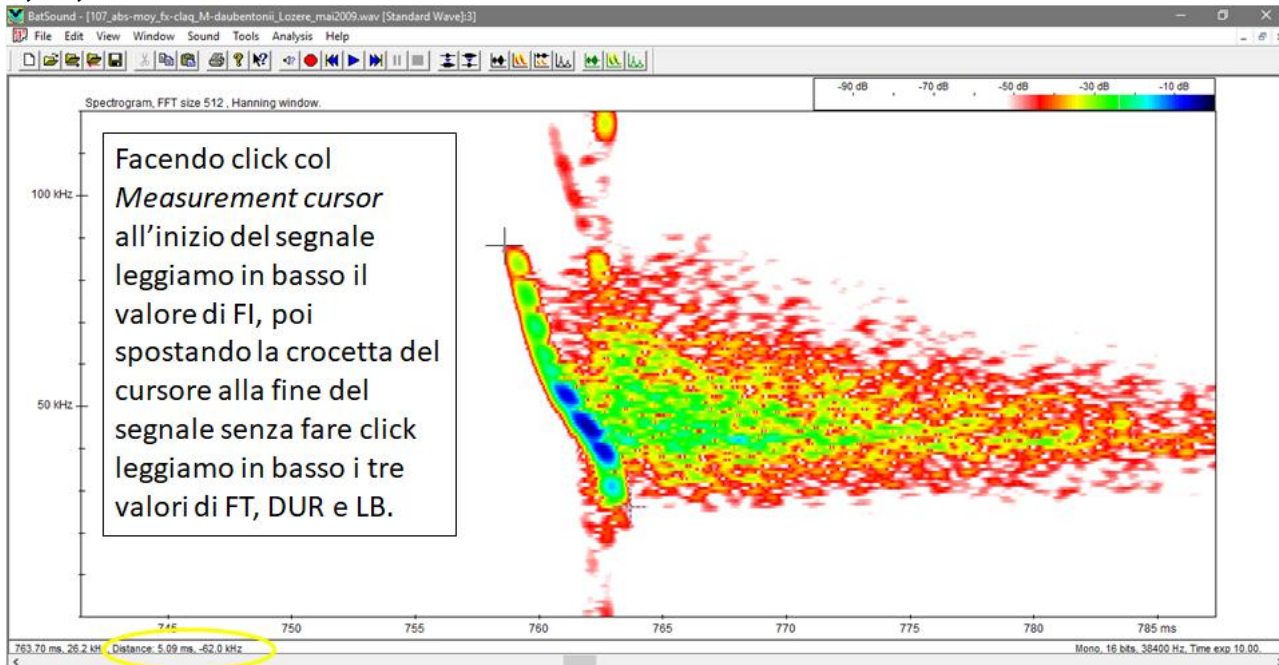 BatSound - [107_abs-moy_fx-claq_M-daubentonii_Lozere_mai2009.wav [Standard Wave]:3]
File Edit View Window Sound Tools Analysis Help
-90 dB -70 dB -50 dB -30 dB -10 dB
Spectrogram, FFT size 512, Hanning window.
Facendo click col
Measurement cursor
all'inizio del segnale
leggiamo in basso il
valore di FI, poi
spostando la crocetta del
cursore alla fine del
segnale senza fare click
leggiamo in basso i tre
valori di FT, DUR e LB.
100 kHz
50 kHz
745 750 755 760 765 770 775 780 785 ms
763.70 ms, 26.2 kHz, Distance: 5.09 ms, -62.0 kHz
Mono, 16 bits, 38400 Hz, Time exp 10.00.